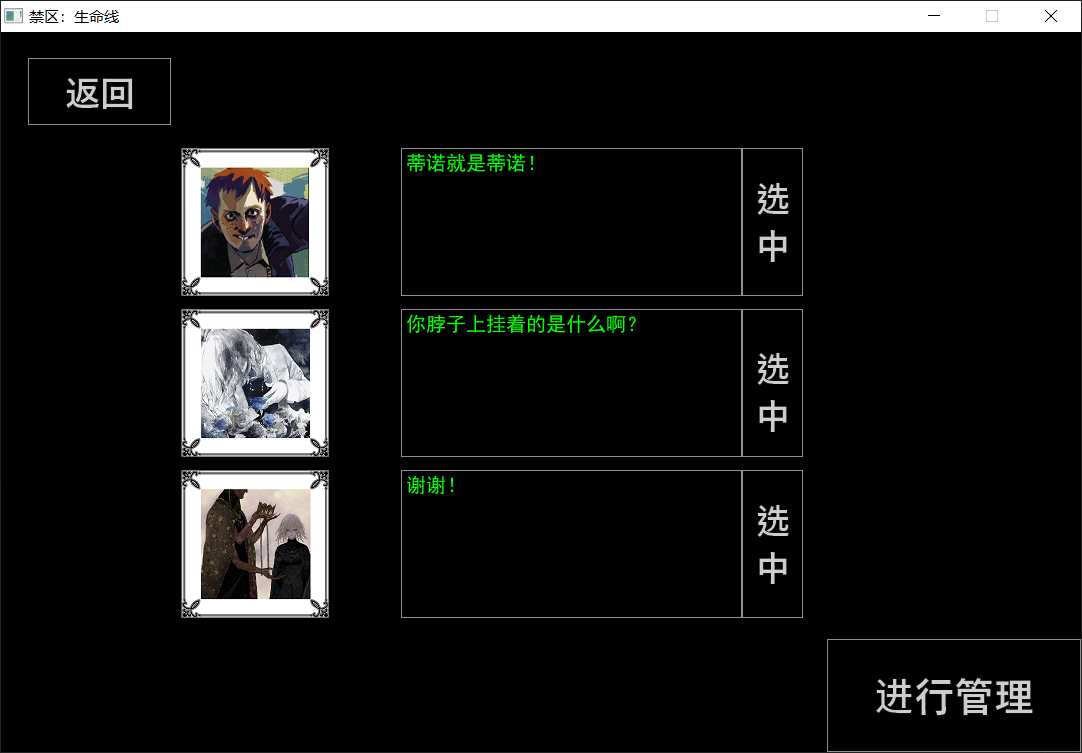 禁区：生命线
返回
蒂诺就是蒂诺！
选
中
你脖子上挂着的是什么啊？
选
中
谢谢！
选
中
进行管理